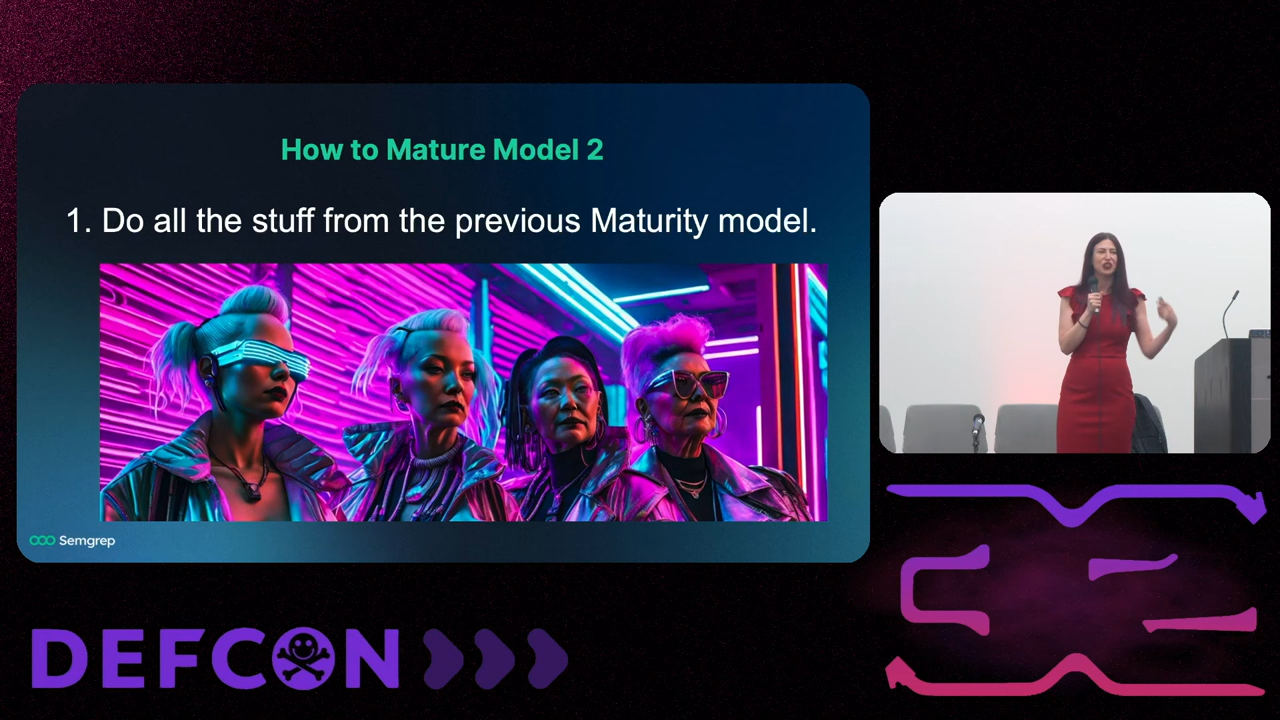 How to Mature Model 2
1. Do all the stuff from the previous Maturity model.
Semgrep
DEFCON